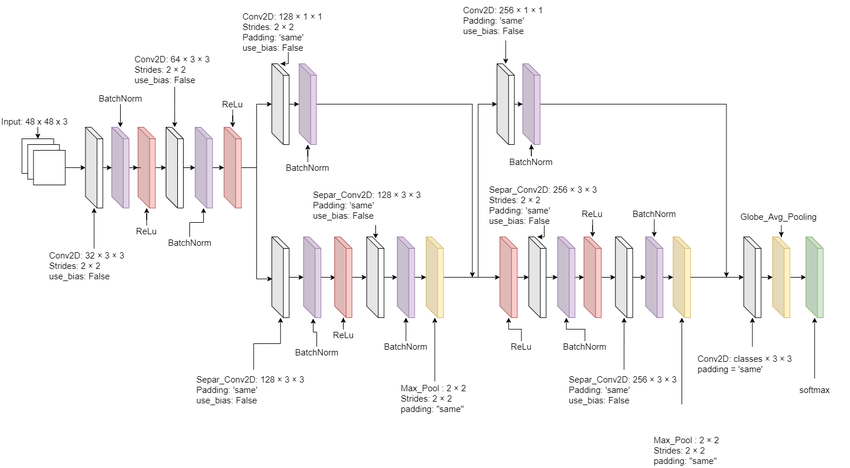 Conv2D: 128 × 1 × 1
Strides: 2 × 2
Padding: 'same'
use_bias: False
Conv2D: 256 × 1 × 1
Padding: 'same'
use_bias: False
Conv2D: 64 × 3 × 3
Strides: 2 × 2
use_bias: False
BatchNorm
ReLu
Input: 48 x 48 x 3
BatchNorm
BatchNorm
Separ_Conv2D: 128 × 3 × 3
Padding: 'same'
use_bias: False
Separ_Conv2D: 256 × 3 × 3
Strides: 2 × 2
Padding: 'same'
use_bias: False
ReLu
BatchNorm
Globe_Avg_Pooling
ReLu
BatchNorm
Conv2D: 32 × 3 × 3
Strides: 2 × 2
use_bias: False
ReLu
BatchNorm
BatchNorm
ReLu
BatchNorm
Separ_Conv2D: 128 × 3 × 3
Padding: 'same'
use_bias: False
Max_Pool : 2 × 2
Strides: 2 × 2
padding: "same"
Separ_Conv2D: 256 × 3 × 3
Padding: 'same'
use_bias: False
Conv2D: classes × 3 × 3
padding = 'same'
softmax
Max_Pool : 2 × 2
Strides: 2 × 2
padding: "same"